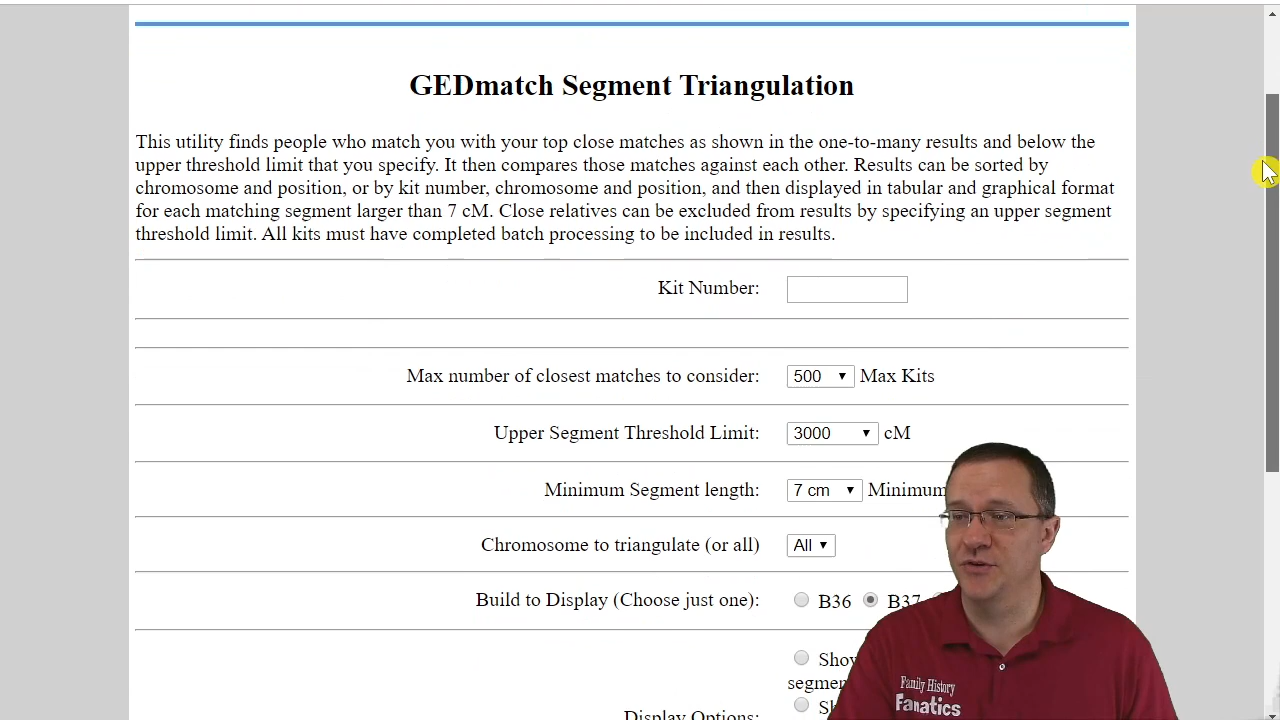 GEDmatch Segment Triangulation
This utility finds people who match you with your top close matches as shown in the one-to-many results and below the
upper threshold limit that you specify. It then compares those matches against each other. Results can be sorted by
chromosome and position, or by kit number, chromosome and position, and then displayed in tabular and graphical format
for each matching segment larger than 7 cM. Close relatives can be excluded from results by specifying an upper segment
threshold limit. All kits must have completed batch processing to be included in results.
Kit Number:
Max number of closest matches to consider: 500 Max Kits
Upper Segment Threshold Limit: 3000 cM
Minimum Segment length: 7 cm Minimum
Chromosome to triangulate (or all) All
Build to Display (Choose just one): B36 B37
Display Options:
Family History
Fanatics